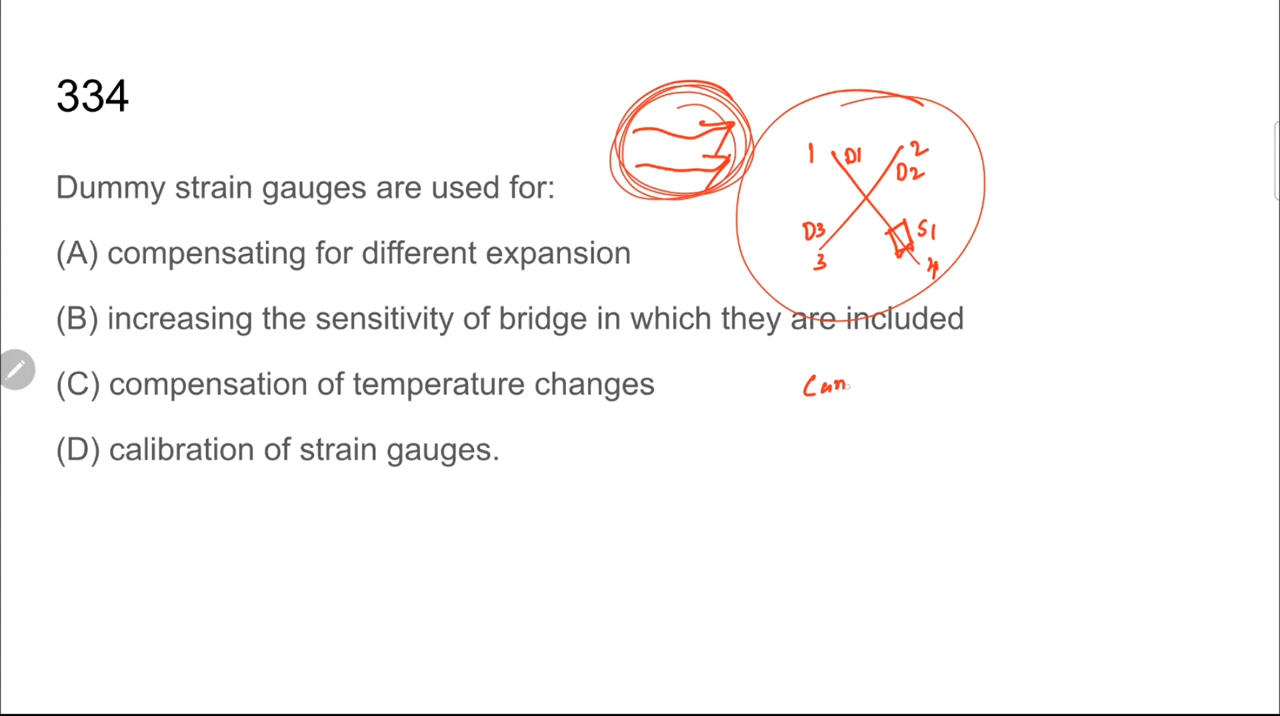 334
Dummy strain gauges are used for:
(A) compensating for different expansion
(B) increasing the sensitivity of bridge in which they are included
(C) compensation of temperature changes
(D) calibration of strain gauges.
1 D1 2
D2
D3 S1
3 4
Can